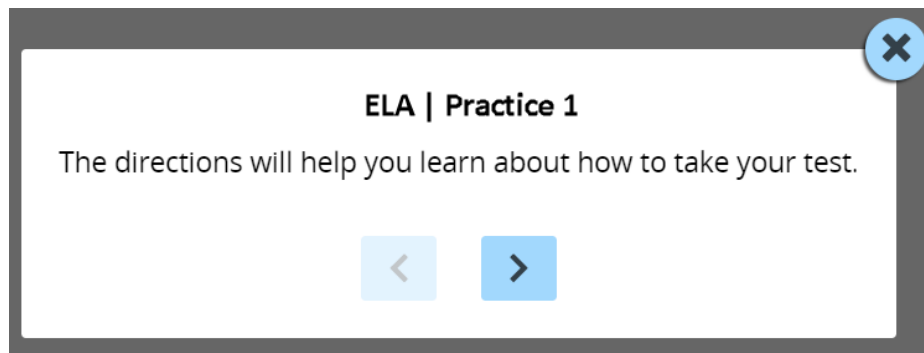 ELA | Practice 1
The directions will help you learn about how to take your test.